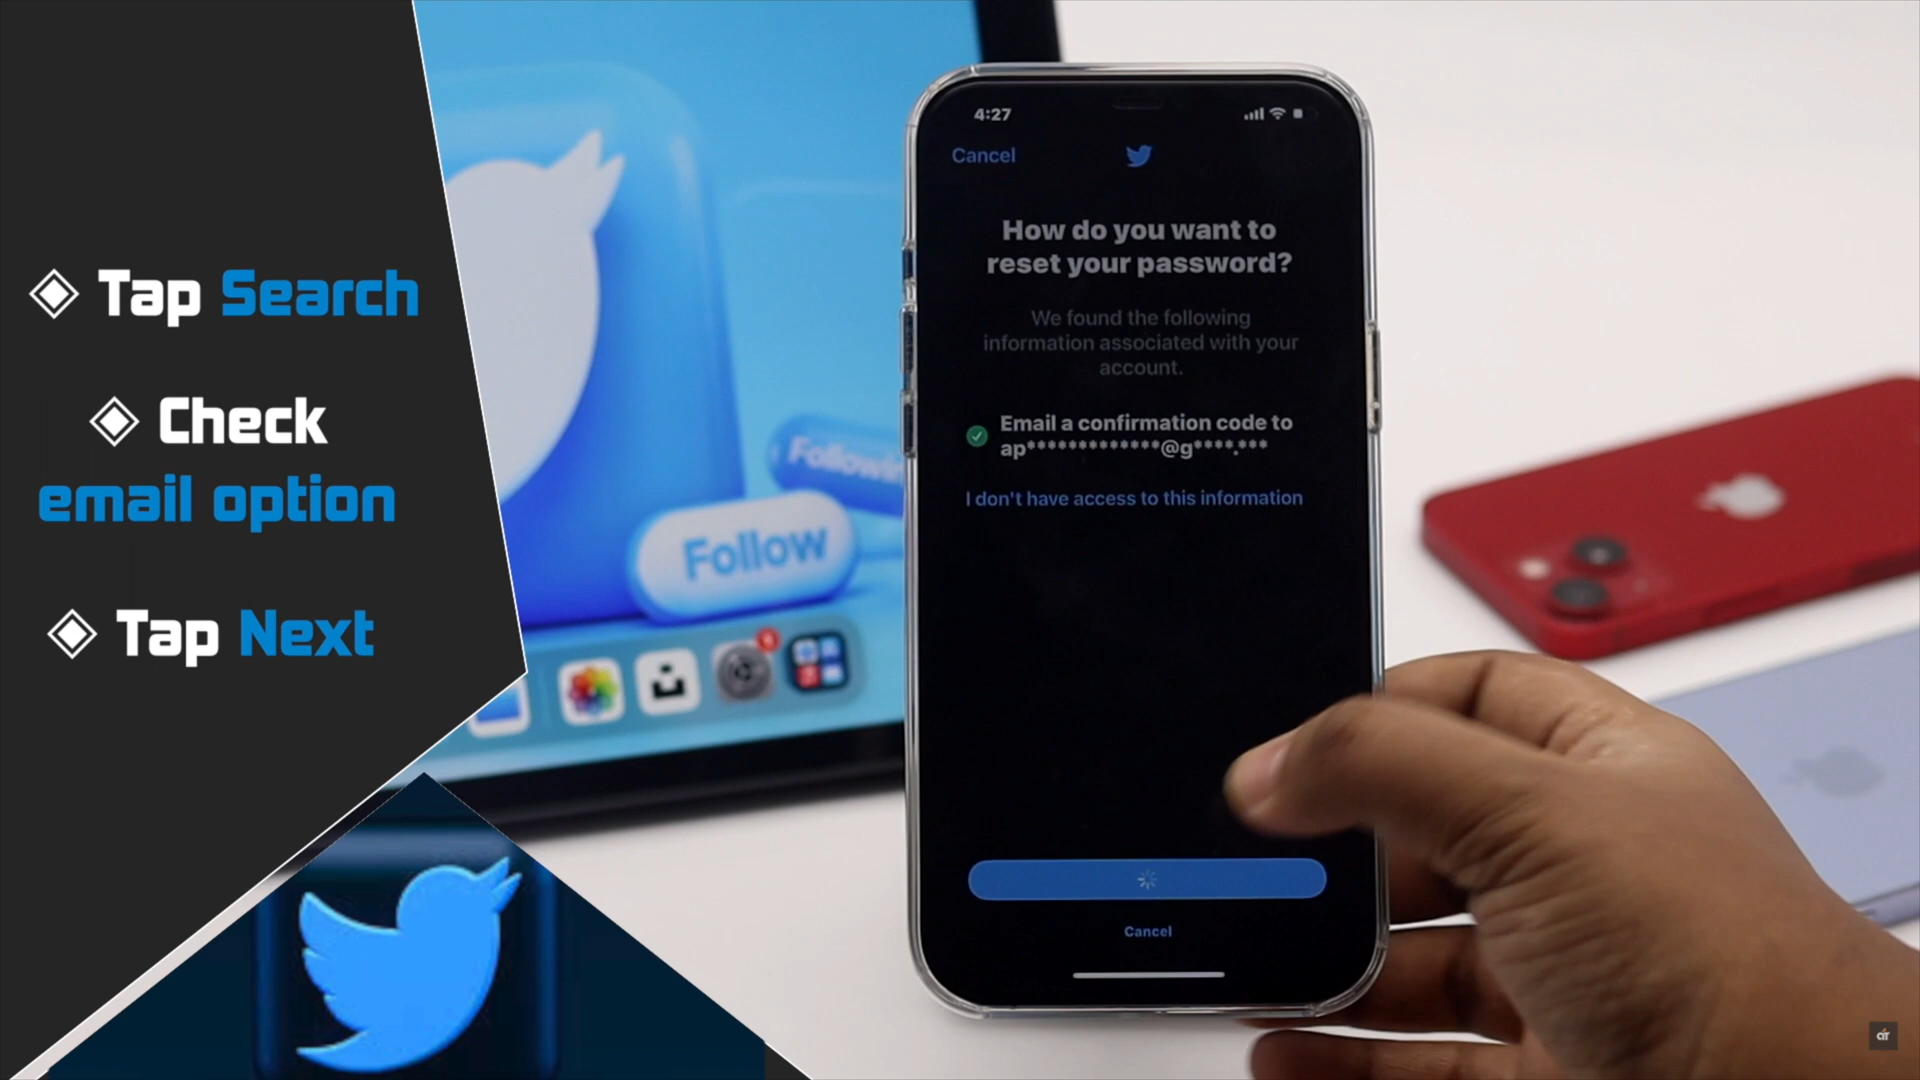 Tap Search
Check
email option
Tap Next
Follow
4:27
Cancel
How do you want to
reset your password?
We found the following
information associated with your
account.
Email a confirmation code to
ap*************@g****.***
I don't have access to this information
Cancel
air